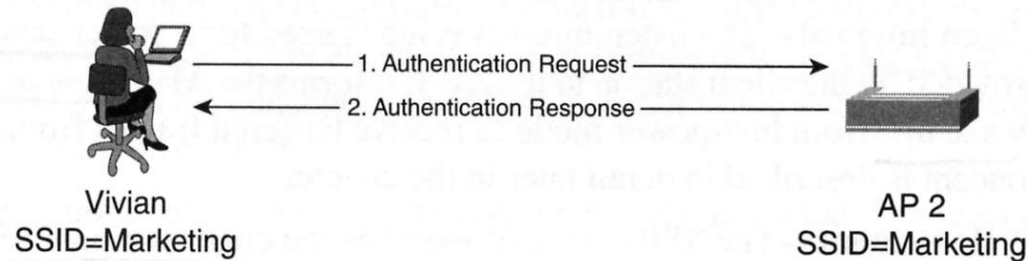 1. Authentication Request
2. Authentication Response
Vivian
SSID=Marketing
AP 2
SSID=Marketing